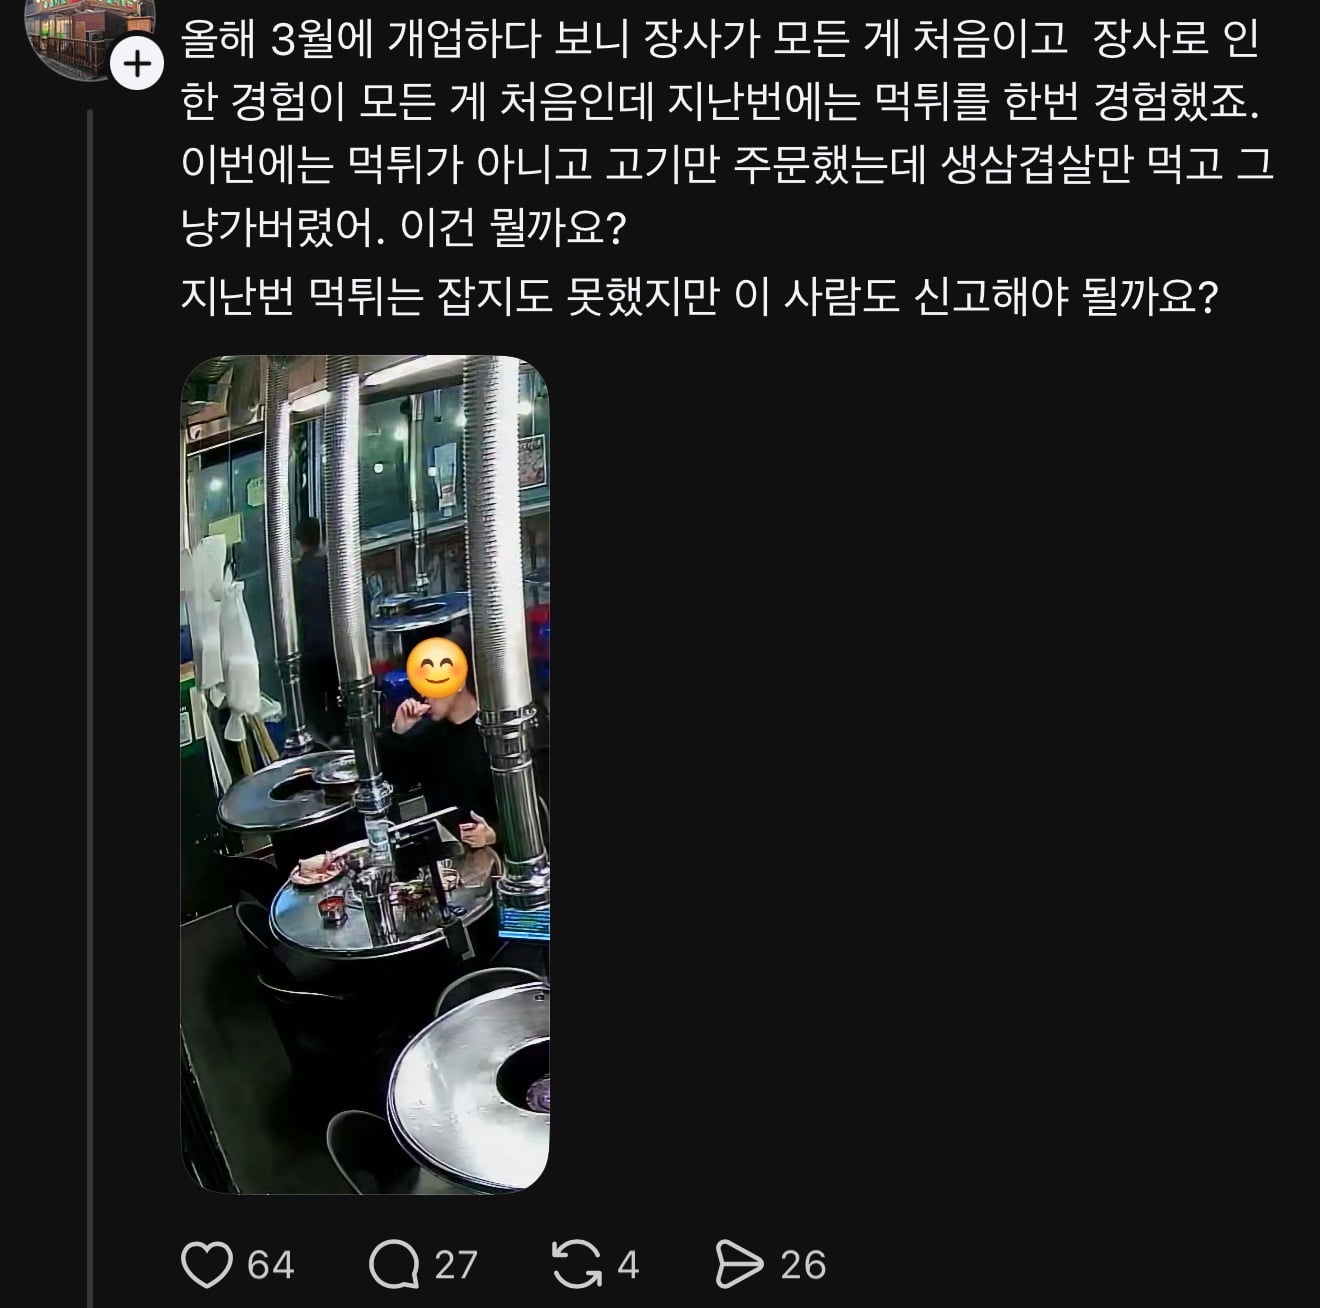 올해 3월에 개업하다 보니 장사가 모든 게 처음이고  장사로 인
한 경험이 모든 게 처음인데 지난번에는 먹튀를 한번 경험했죠.
이번에는 먹튀가 아니고 고기만 주문했는데 생삼겹살만 먹고 그
냥가버렸어. 이건 뭘까요?
지난번 먹튀는 잡지도 못했지만 이 사람도 신고해야 될까요?
64 27 4 26